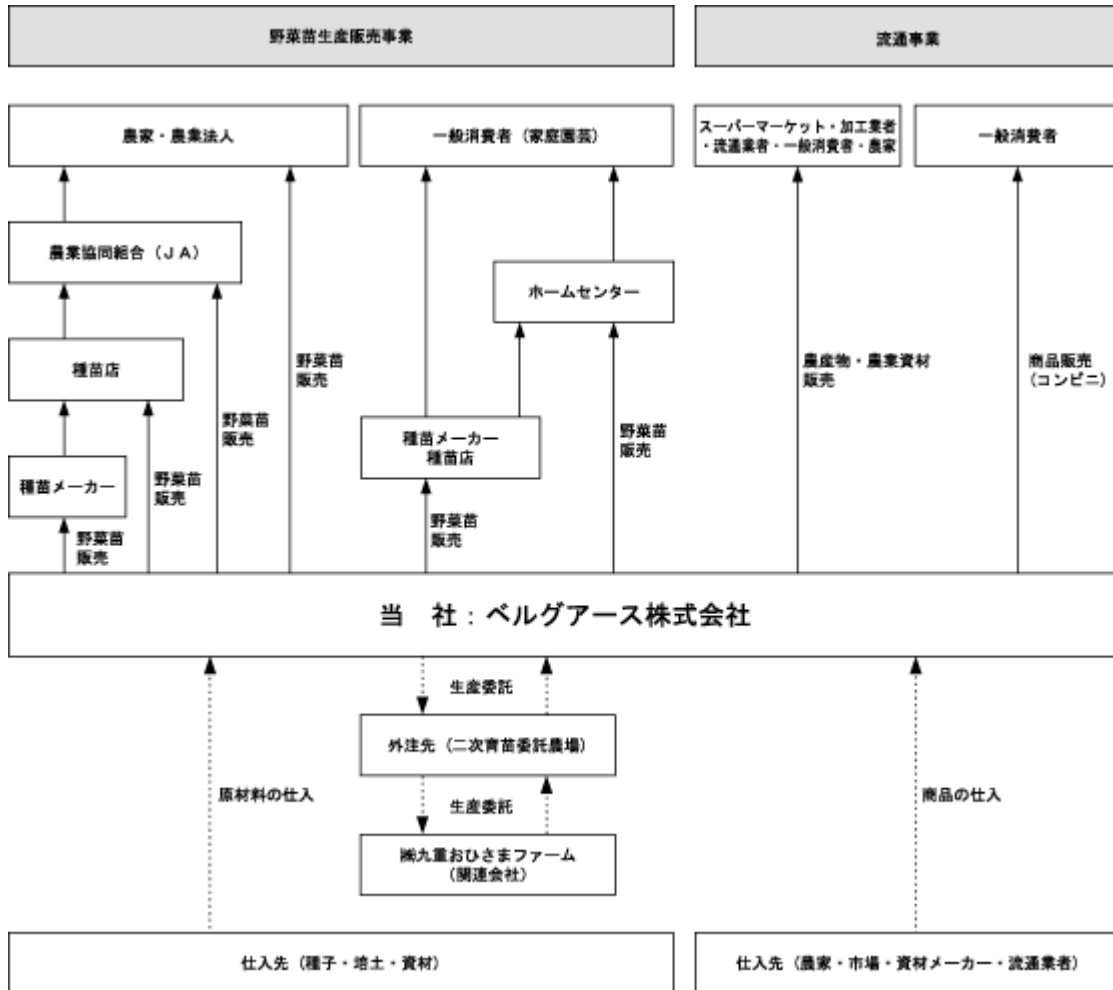 野菜苗生産販売事業
流通事業
農家・農業法人
一般消費者（家庭園芸）
スーパーマーケット・加工業者
・流通業者・一般消費者・農家
一般消費者
農業協同組合（ＪＡ）
ホームセンター
種苗店
野菜苗
販売
農産物・農業資材
販売
商品販売
(コンビニ)
野菜苗
販売
種苗メーカー
種苗店
野菜苗
販売
種苗メーカー
野菜苗
販売
野菜苗
販売
野菜苗
販売
当　社：ベルグアース株式会社
生産委託
外注先（二次育苗委託農場）
原材料の仕入
生産委託
商品の仕入
㈱九重おひさまファーム
（関連会社）
仕入先（種子・培土・資材）
仕入先（農家・市場・資材メーカー・流通業者）